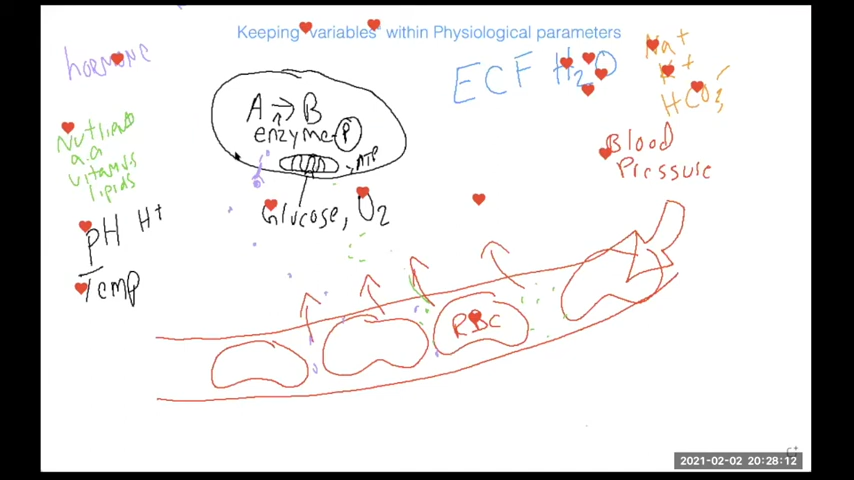 Keeping variables within Physiological parameters
hormone
ECF H2O
Na+
K+
HCO3-
A → B
enzyme-P
ATP
Glucose, O2
Nutrients
a.a
vitamins
lipids
pH H+
Temp
Blood
Pressure
RBC
2021-02-02 20:28:12